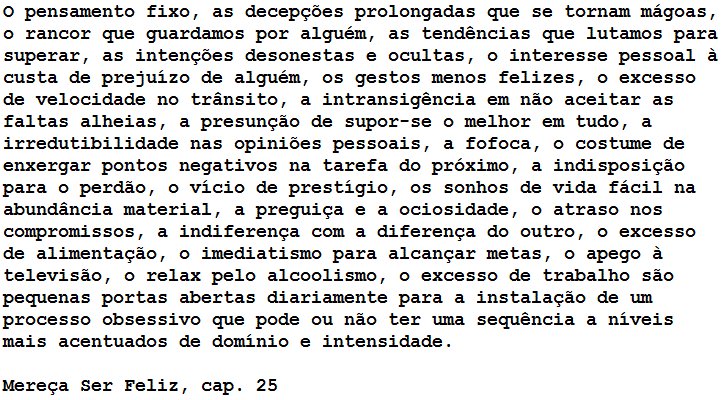 O pensamento fixo, as decepções prolongadas que se tornam mágoas,
o rancor que guardamos por alguém, as tendências que lutamos para
superar, as intenções desonestas e ocultas, o interesse pessoal à
custa de prejuízo de alguém, os gestos menos felizes, o excesso
de velocidade no trânsito, a intransigência em não aceitar as
faltas alheias, a presunção de supor-se o melhor em tudo, a
irredutibilidade nas opiniões pessoais, a fofoca, o costume de
enxergar pontos negativos na tarefa do próximo, a indisposição
para o perdão, o vício de prestígio, os sonhos de vida fácil na
abundância material, a preguiça e a ociosidade, o atraso nos
compromissos, a indiferença com a diferença do outro, o excesso
de alimentação, o imediatismo para alcançar metas, o apego à
televisão, o relax pelo alcoolismo, o excesso de trabalho são
pequenas portas abertas diariamente para a instalação de um
processo obsessivo que pode ou não ter uma sequência a níveis
mais acentuados de domínio e intensidade.

Mereça Ser Feliz, cap. 25